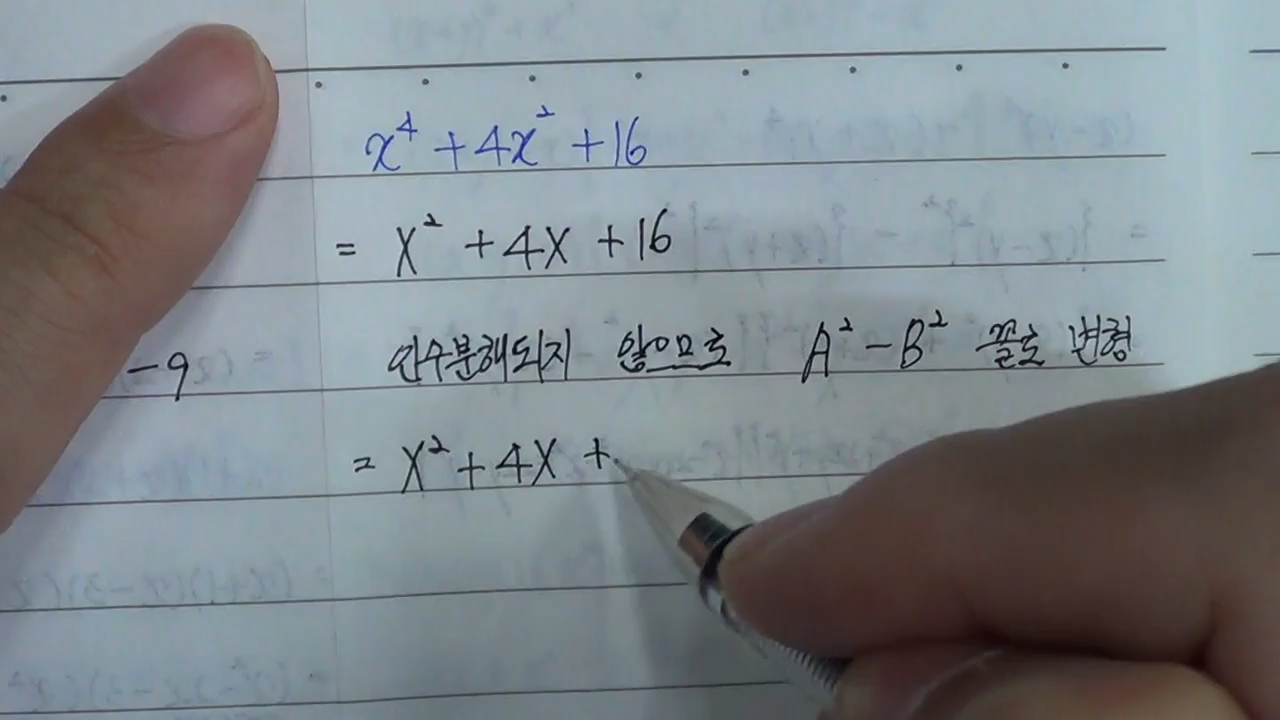 x⁴ + 4x² + 16
= X² + 4X + 16
-9
인수분해되지 않으므로 A² - B² 꼴로 변형
= X² + 4X +